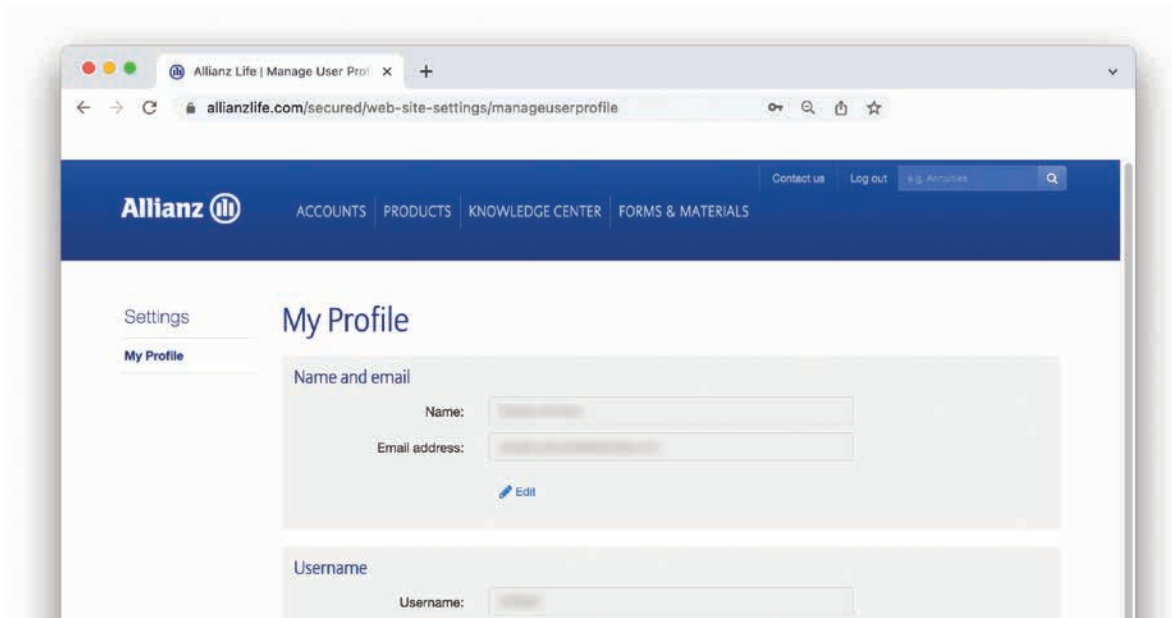 Allianz Life | Manage User Prof
allianzlife.com/secured/web-site-settings/manageuserprofile
Contact us Log out e.g. Annuities
Allianz ACCOUNTS PRODUCTS KNOWLEDGE CENTER FORMS & MATERIALS
Settings
My Profile
My Profile
Name and email
Name:
Email address:
Edit
Username
Username: